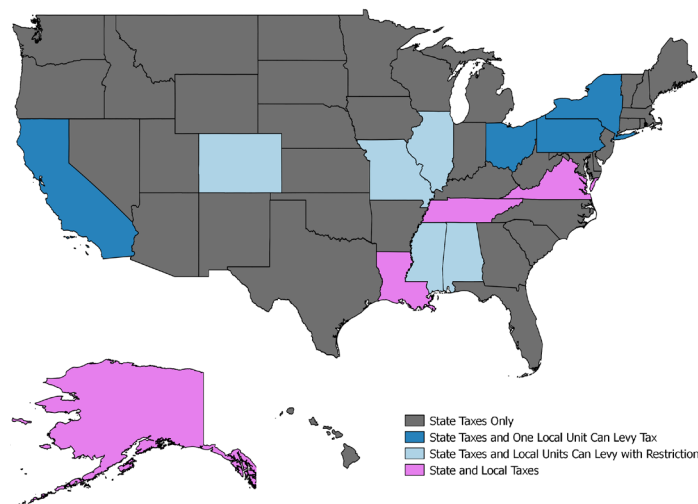 State Taxes Only
State Taxes and One Local Unit Can Levy Tax
State Taxes and Local Units Can Levy with Restriction
State and Local Taxes